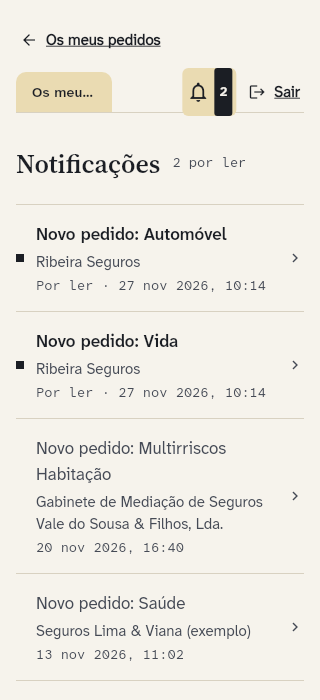 Os meus pedidos
Os meu...
2
Sair
Notificações
2 por ler
Novo pedido: Automóvel
Ribeira Seguros
Por ler · 27 nov 2026, 10:14
Novo pedido: Vida
Ribeira Seguros
Por ler · 27 nov 2026, 10:14
Novo pedido: Multirriscos
Habitação
Gabinete de Mediação de Seguros
Vale do Sousa & Filhos, Lda.
20 nov 2026, 16:40
Novo pedido: Saúde
Seguros Lima & Viana (exemplo)
13 nov 2026, 11:02